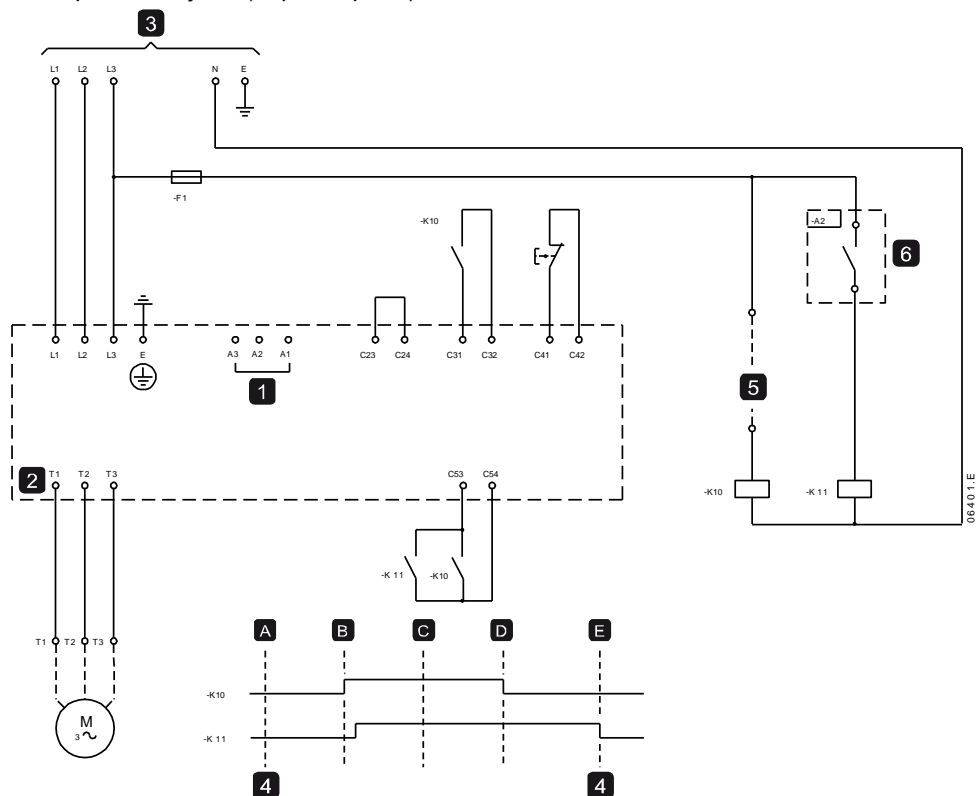 3
L1 L2 L3 N E
-F1
-K10
-A2
6
L1 L2 L3 E A3 A2 A1 C23 C24 C31 C32 C41 C42
1
5
2 T1 T2 T3 C53 C54
-K10 -K 11
06401.E
-K 11 -K10
T1 T2 T3
M
3
A B C D E
-K10
-K 11
4 4